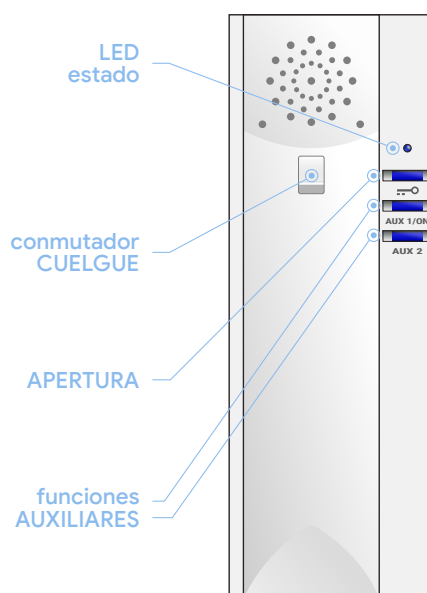 LED
estado
conmutador
CUELGUE
APERTURA
funciones
AUXILIARES
AUX 1/ON
AUX 2